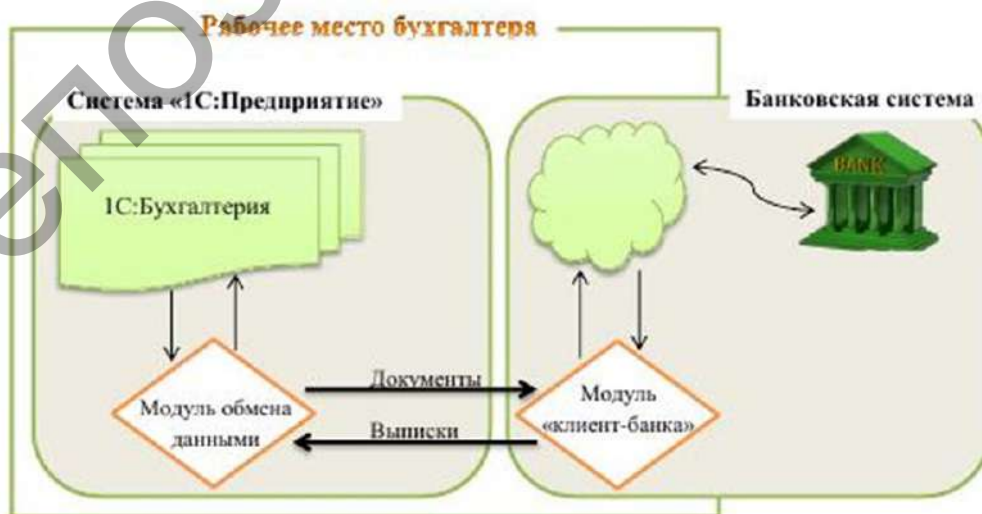 Рабочее место бухгалтера
Система «1С:Предприятие»
Банковская система
BANK
1С:Бухгалтерия
Документы
Модуль обмена
данными
Модуль
«клиент-банка»
Выписки